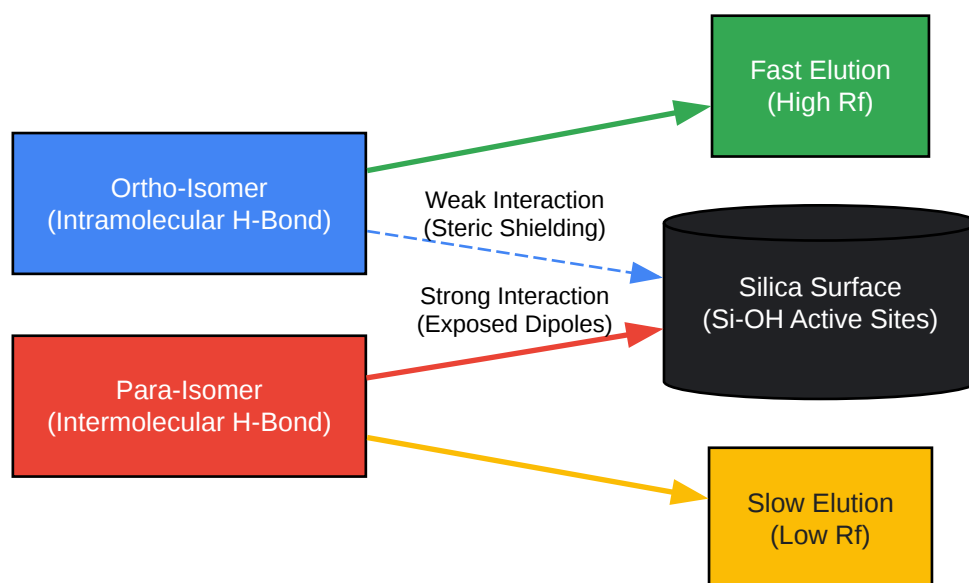 Fast Elution
(High Rf)
Ortho-Isomer
(Intramolecular H-Bond)
Weak Interaction
(Steric Shielding)
Silica Surface
(Si-OH Active Sites)
Strong Interaction
(Exposed Dipoles)
Para-Isomer
(Intermolecular H-Bond)
Slow Elution
(Low Rf)